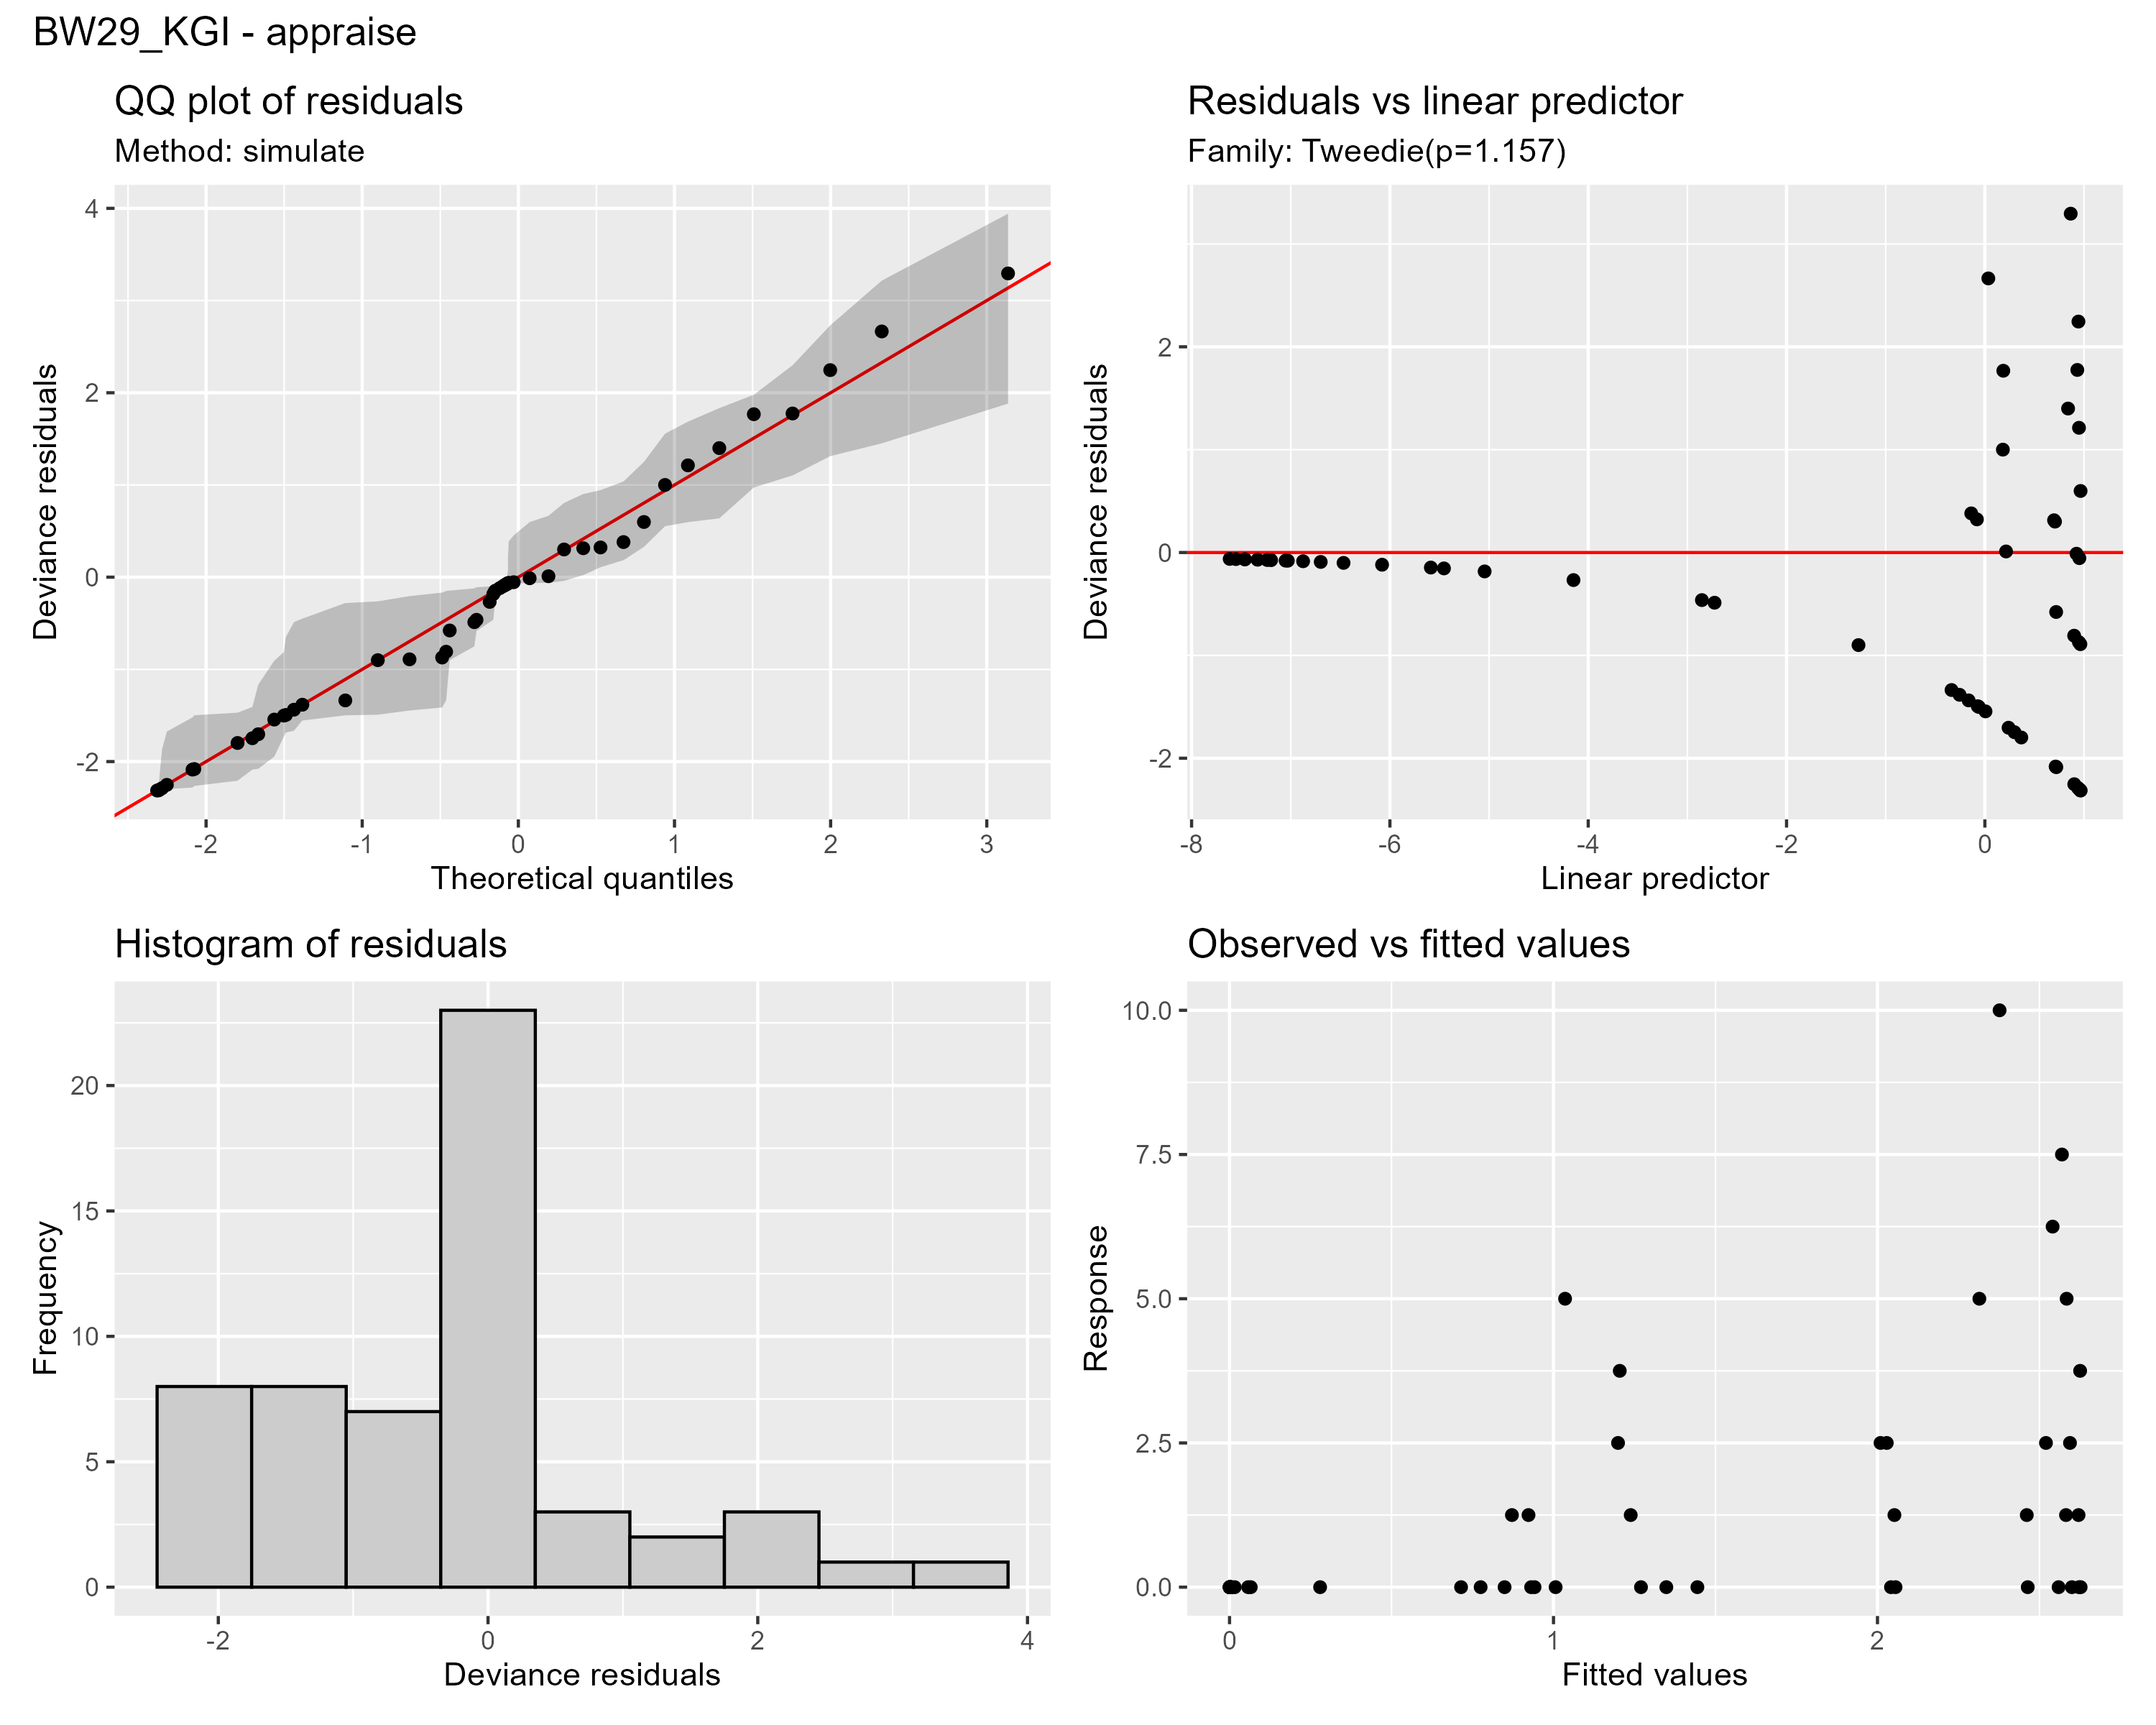 BW29_KGI - appraise
QQ plot of residuals
Method: simulate
4
2
0
-2
-2
-1
0
1
2
3
Deviance residuals
Theoretical quantiles
Residuals vs linear predictor
Family: Tweedie(p=1.157)
2
0
-2
-8
-6
-4
-2
0
Deviance residuals
Linear predictor
Histogram of residuals
20
15
10
5
0
-2
0
2
4
Frequency
Deviance residuals
Observed vs fitted values
10.0
7.5
5.0
2.5
0.0
0
1
2
Response
Fitted values